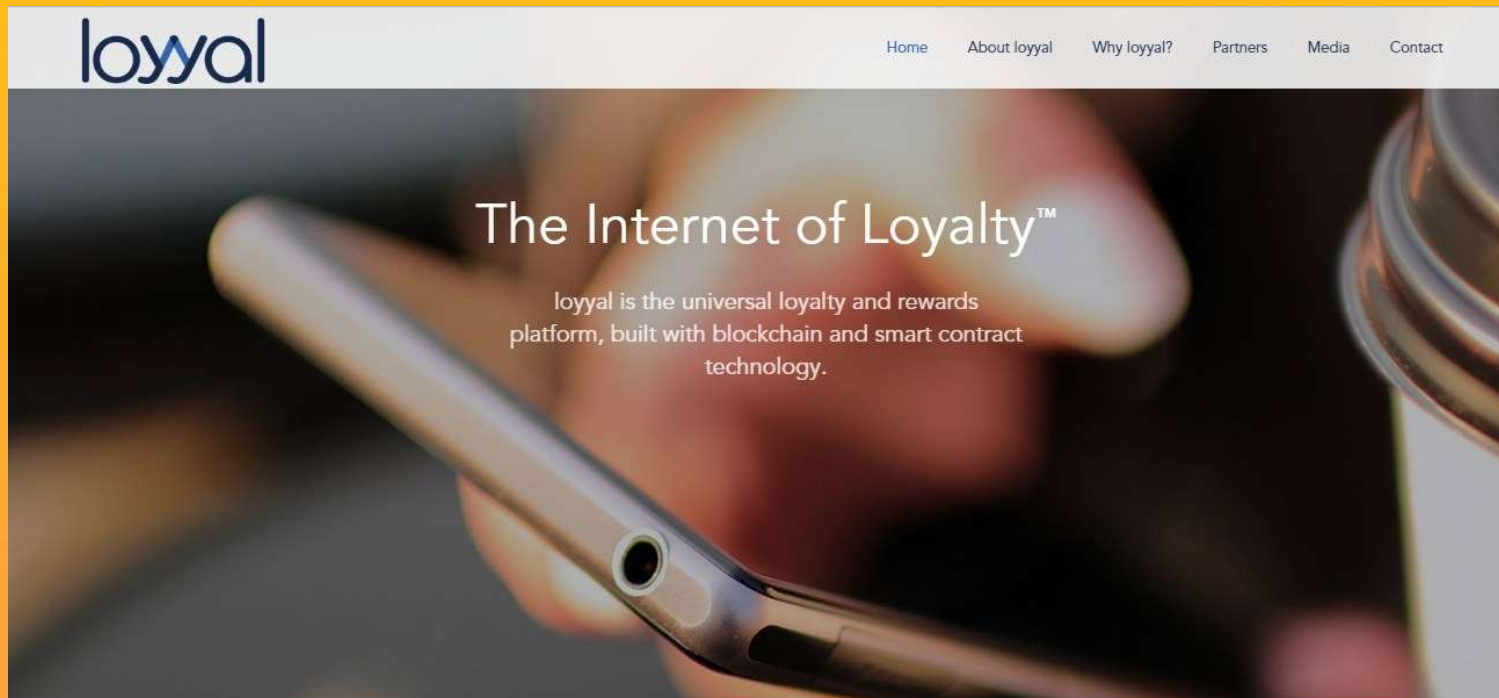 loyyal
Home About loyyal Why loyyal? Partners Media Contact
The Internet of Loyalty™
loyyal is the universal loyalty and rewards
platform, built with blockchain and smart contract
technology.